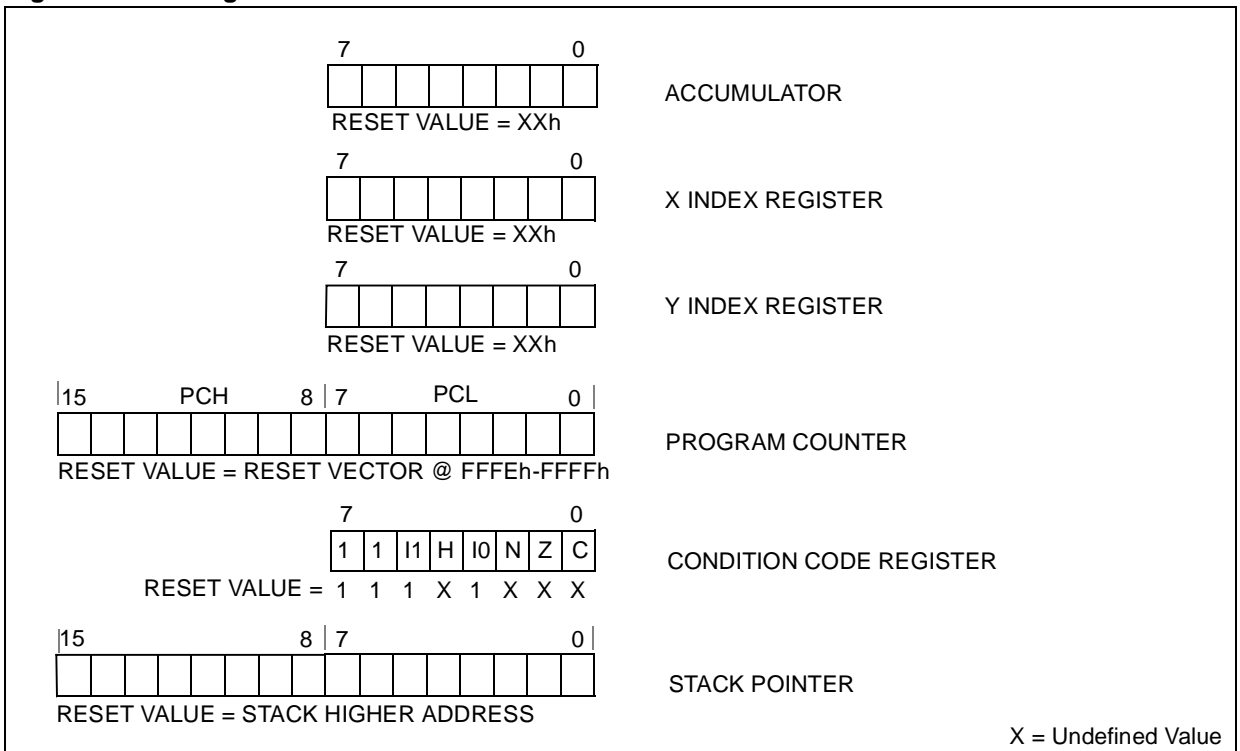 7 0
ACCUMULATOR
RESET VALUE = XXh
7 0
X INDEX REGISTER
RESET VALUE = XXh
7 0
Y INDEX REGISTER
RESET VALUE = XXh
15 PCH 8 7 PCL 0
PROGRAM COUNTER
RESET VALUE = RESET VECTOR @ FFFEh-FFFFh
7 0
1 1 I1 H I0 N Z C
CONDITION CODE REGISTER
RESET VALUE = 1 1 1 X 1 X X X
15 8 7 0
STACK POINTER
RESET VALUE = STACK HIGHER ADDRESS
X = Undefined Value